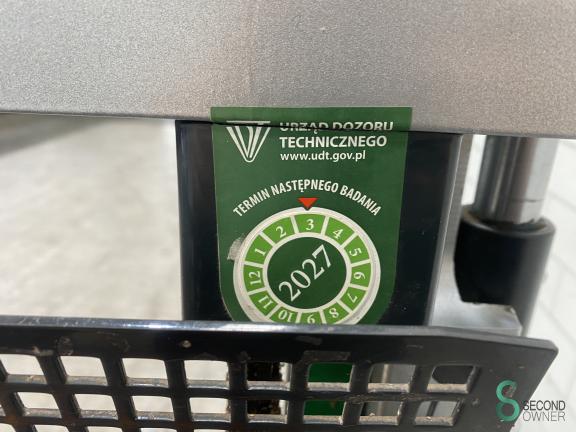 URZĄD DOZORU
TECHNICZNEGO
www.udt.gov.pl
TERMIN NASTĘPNEGO BADANIA
1 2 3 4 5 6 7 8 9 10 11 12
2027
SECOND
OWNER